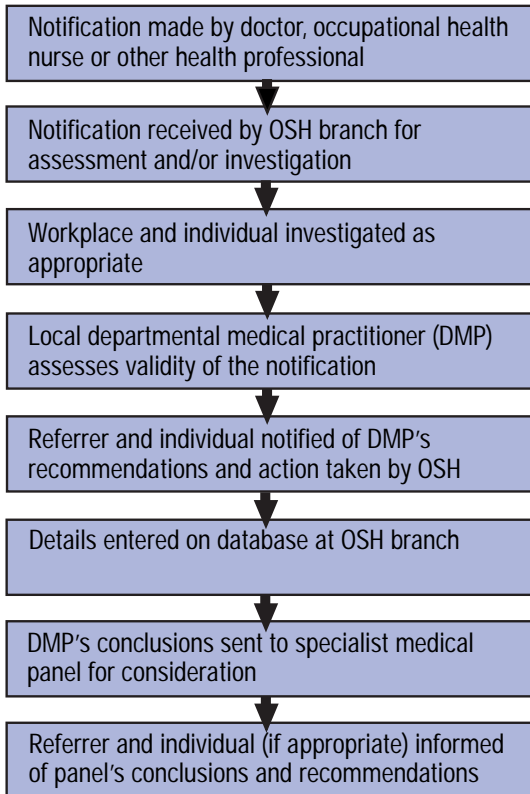 Notification made by doctor, occupational health
nurse or other health professional
Notification received by OSH branch for
assessment and/or investigation
Workplace and individual investigated as
appropriate
Local departmental medical practitioner (DMP)
assesses validity of the notification
Referrer and individual notified of DMP's
recommendations and action taken by OSH
Details entered on database at OSH branch
DMP's conclusions sent to specialist medical
panel for consideration
Referrer and individual (if appropriate) informed
of panel's conclusions and recommendations